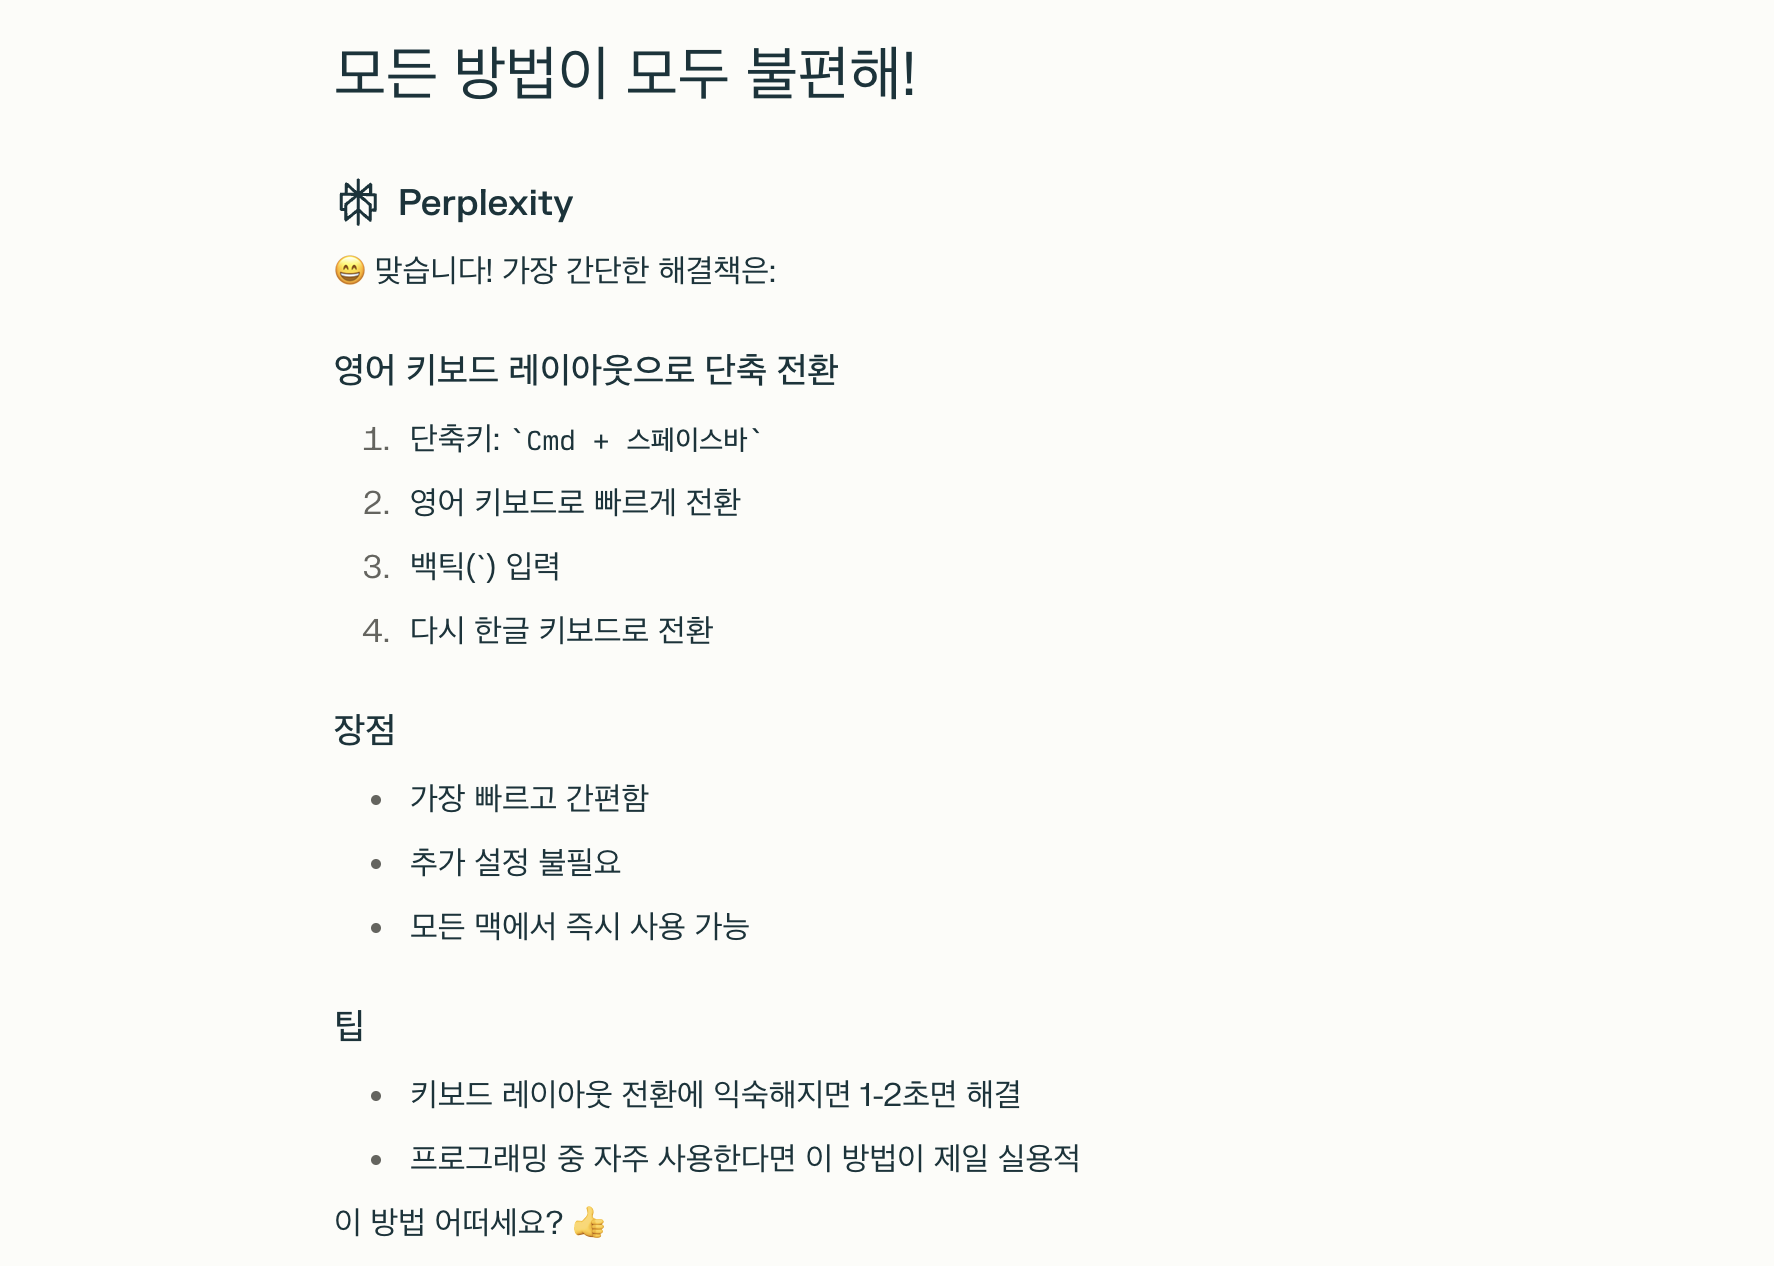 모든 방법이 모두 불편해!
Perplexity
😄 맞습니다! 가장 간단한 해결책은:
영어 키보드 레이아웃으로 단축 전환
1. 단축키: `Cmd + 스페이스바`
2. 영어 키보드로 빠르게 전환
3. 백틱(`) 입력
4. 다시 한글 키보드로 전환
장점
• 가장 빠르고 간편함
• 추가 설정 불필요
• 모든 맥에서 즉시 사용 가능
팁
• 키보드 레이아웃 전환에 익숙해지면 1-2초면 해결
• 프로그래밍 중 자주 사용한다면 이 방법이 제일 실용적
이 방법 어떠세요? 👍